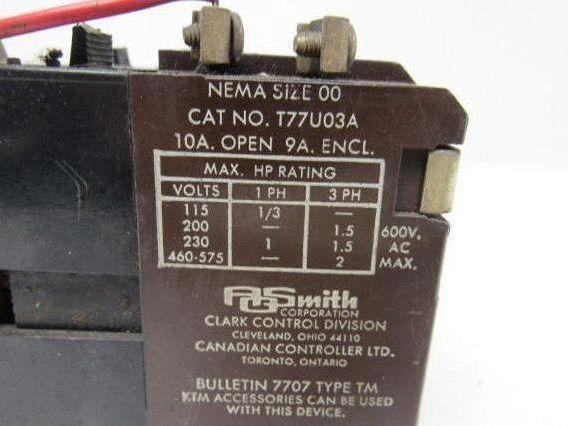 NEMA SIZE 00
CAT NO. T77U03A
10A. OPEN 9A. ENCL.
MAX. HP RATING
VOLTS 1 PH 3 PH
115 1/3 —
200 — 1.5 600V.
230 1 1.5 AC
460-575 — 2 MAX.
AOSmith
CORPORATION
CLARK CONTROL DIVISION
CLEVELAND, OHIO 44110
CANADIAN CONTROLLER LTD.
TORONTO, ONTARIO
BULLETIN 7707 TYPE TM
KTM ACCESSORIES CAN BE USED
WITH THIS DEVICE.